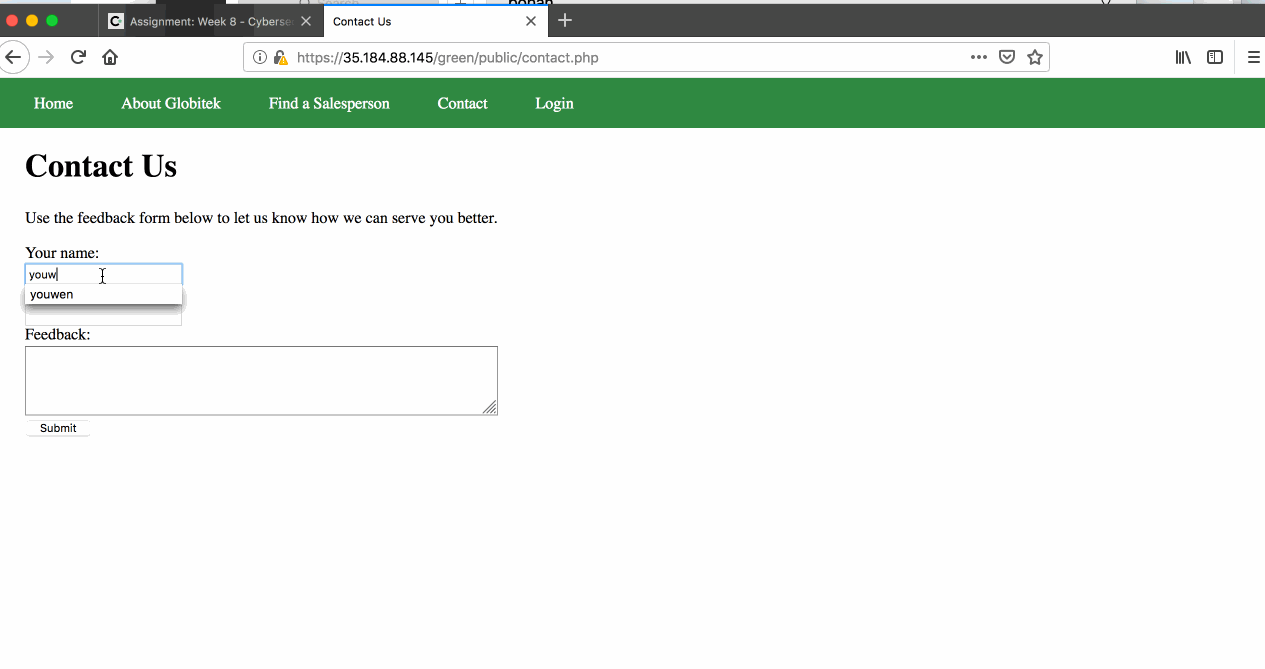 Assignment: Week 8 - Cyberse
Contact Us
https://35.184.88.145/green/public/contact.php
Home About Globitek Find a Salesperson Contact Login
Contact Us
Use the feedback form below to let us know how we can serve you better.
Your name:
youw
youwen
Feedback:
Submit